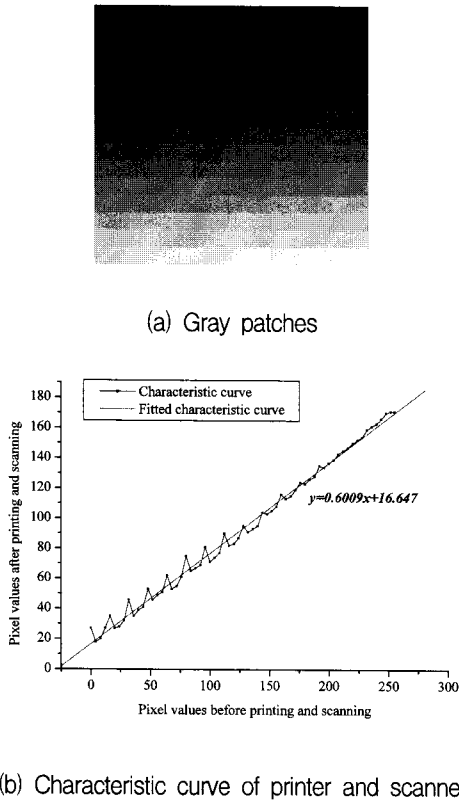 (a) Gray patches
Characteristic curve
Fitted characteristic curve
y=0.6009x+16.647
Pixel values after printing and scanning
180
160
140
120
100
80
60
40
20
0
0
50
100
150
200
250
300
Pixel values before printing and scanning
(b) Characteristic curve of printer and scanne